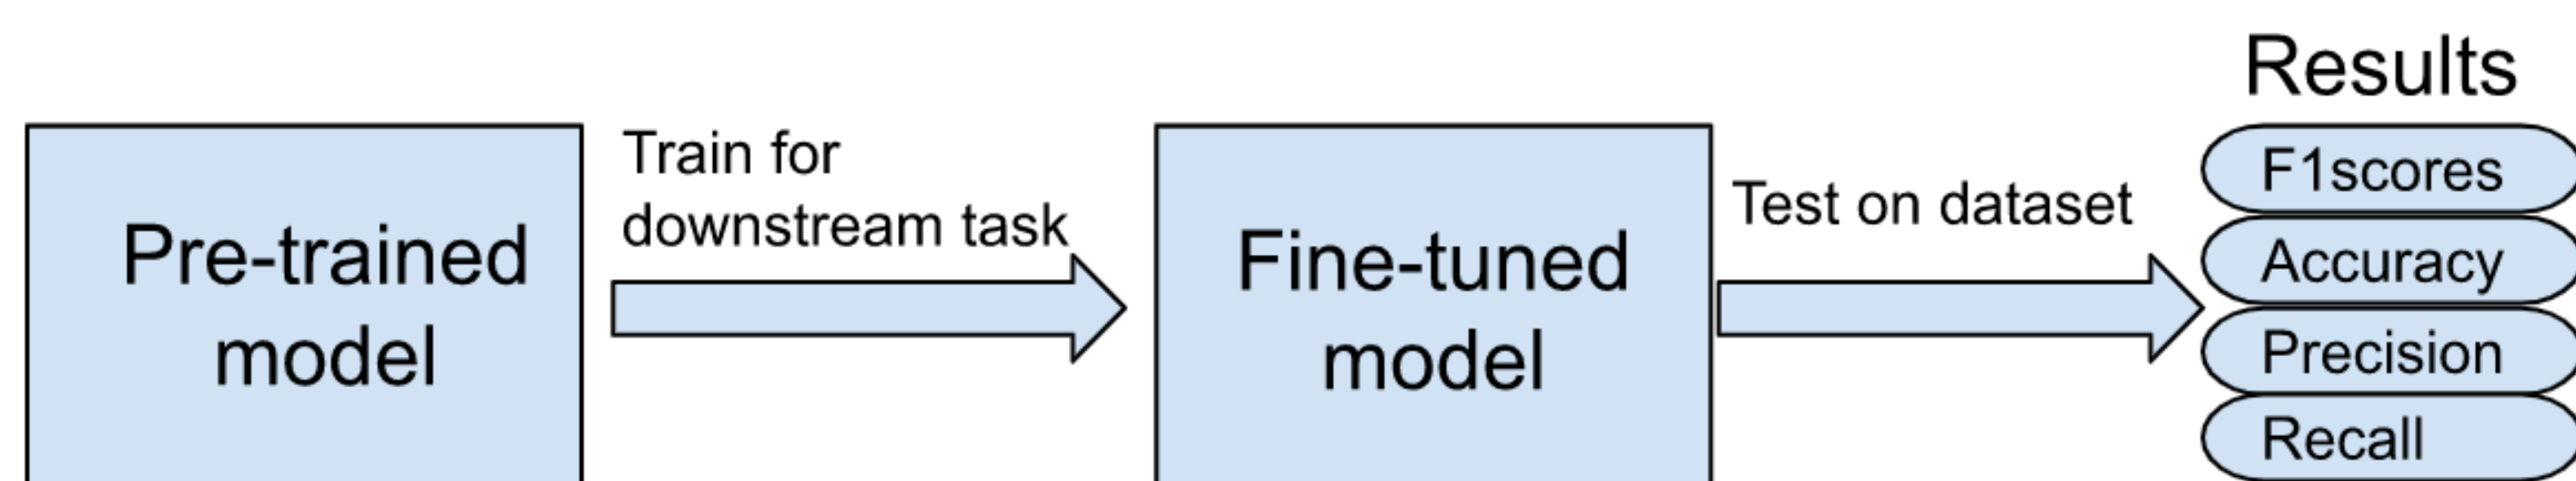 Pre-trained
model
Train for
downstream task
Fine-tuned
model
Test on dataset
Results
F1scores
Accuracy
Precision
Recall